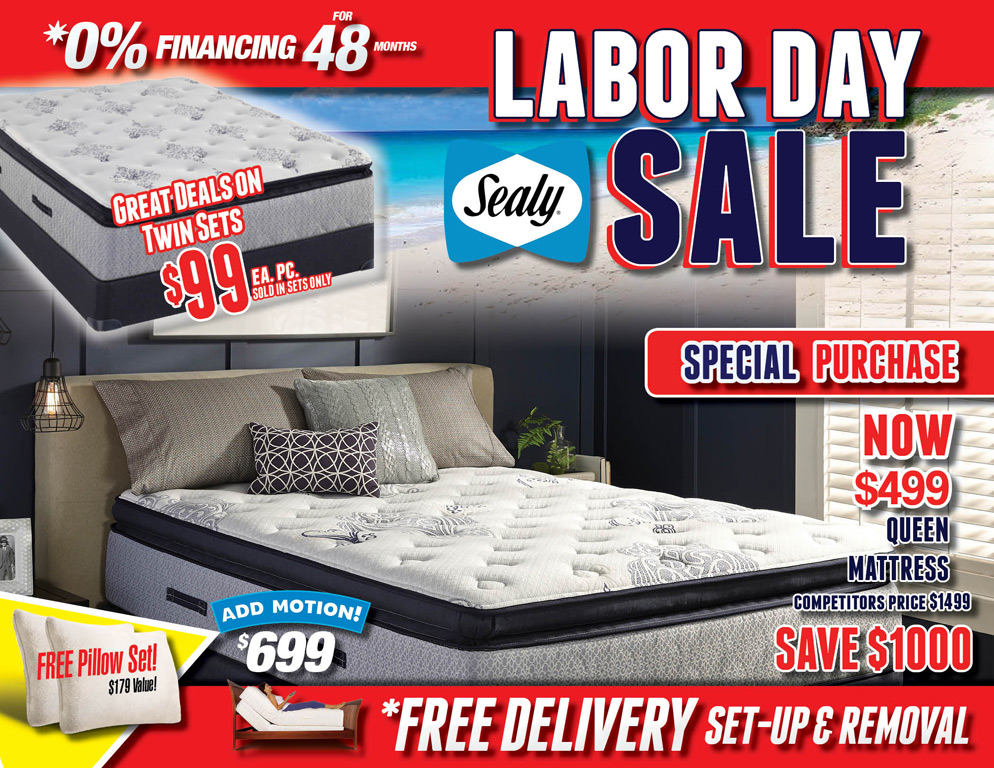 *0% FINANCING FOR 48 MONTHS
LABOR DAY
SALE
Sealy®
GREAT DEALS ON
TWIN SETS
$99 EA. PC.
SOLD IN SETS ONLY
SPECIAL PURCHASE
NOW
$499
QUEEN
MATTRESS
COMPETITORS PRICE $1499
SAVE $1000
ADD MOTION!
$699
FREE Pillow Set!
$179 Value!
*FREE DELIVERY SET-UP & REMOVAL